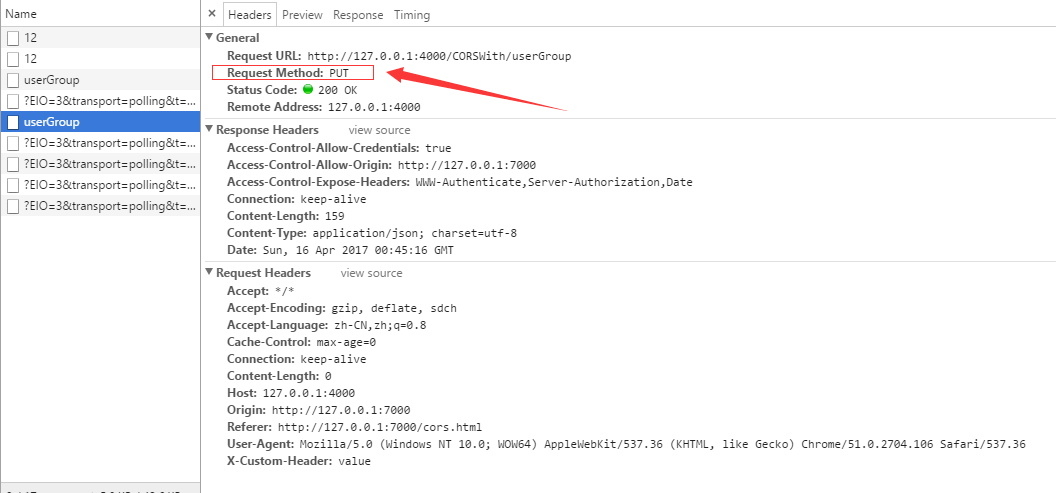 Name
12
12
userGroup
?EIO=3&transport=polling&t=...
userGroup
?EIO=3&transport=polling&t=...
?EIO=3&transport=polling&t=...
?EIO=3&transport=polling&t=...
?EIO=3&transport=polling&t=...
× Headers Preview Response Timing
General
Request URL: http://127.0.0.1:4000/CORSWith/userGroup
Request Method: PUT
Status Code: 200 OK
Remote Address: 127.0.0.1:4000
Response Headers view source
Access-Control-Allow-Credentials: true
Access-Control-Allow-Origin: http://127.0.0.1:7000
Access-Control-Expose-Headers: WWW-Authenticate,Server-Authorization,Date
Connection: keep-alive
Content-Length: 159
Content-Type: application/json; charset=utf-8
Date: Sun, 16 Apr 2017 00:45:16 GMT
Request Headers view source
Accept: */*
Accept-Encoding: gzip, deflate, sdch
Accept-Language: zh-CN,zh;q=0.8
Cache-Control: max-age=0
Connection: keep-alive
Content-Length: 0
Host: 127.0.0.1:4000
Origin: http://127.0.0.1:7000
Referer: http://127.0.0.1:7000/cors.html
User-Agent: Mozilla/5.0 (Windows NT 10.0; WOW64) AppleWebKit/537.36 (KHTML, like Gecko) Chrome/51.0.2704.106 Safari/537.36
X-Custom-Header: value